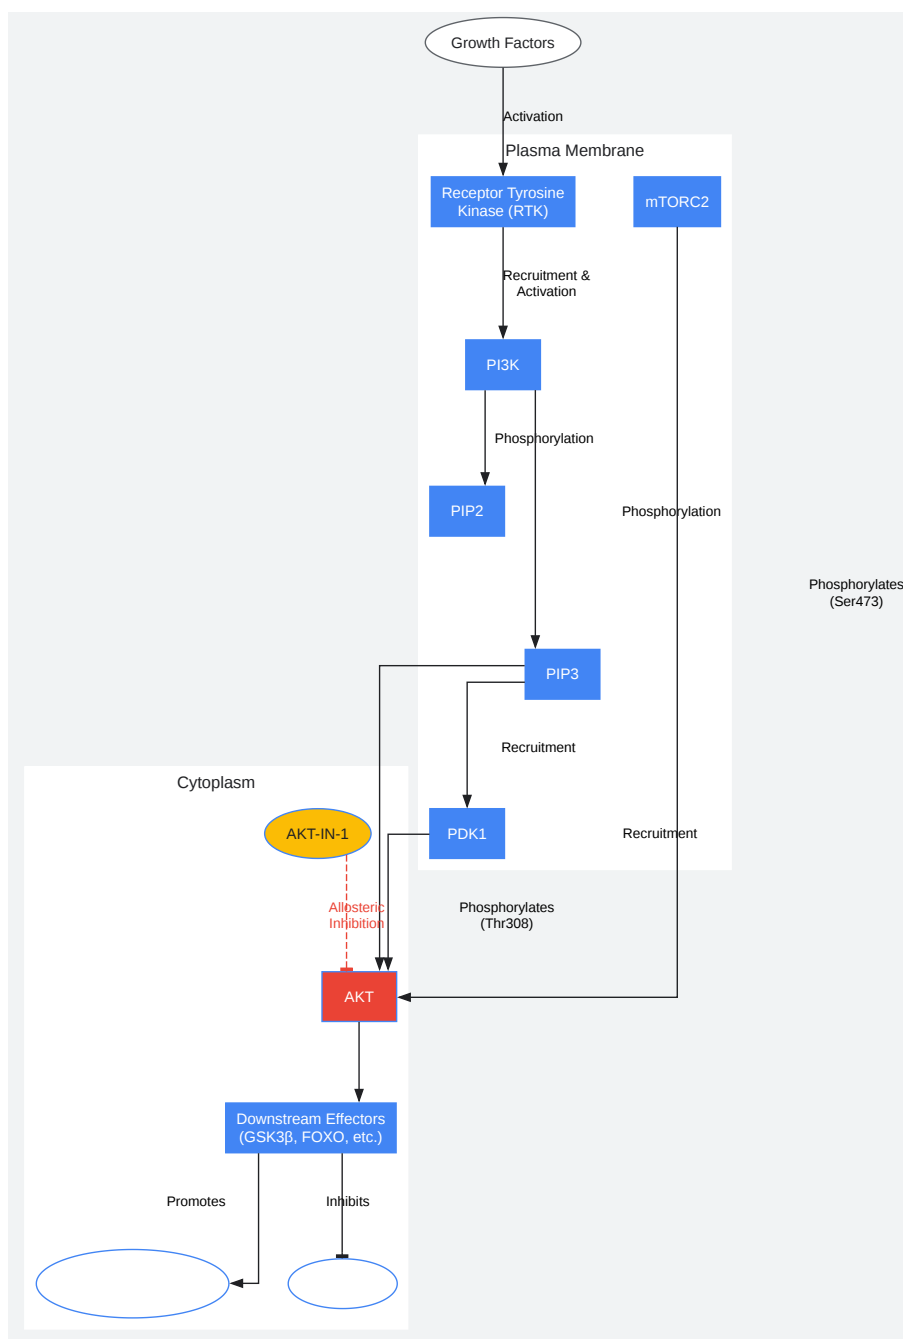 Growth Factors
Activation
Plasma Membrane
Receptor Tyrosine
Kinase (RTK)
mTORC2
Recruitment &
Activation
PI3K
Phosphorylation
PIP2
Phosphorylation
Phosphorylates
(Ser473)
PIP3
Recruitment
Cytoplasm
AKT-IN-1
PDK1
Recruitment
Allosteric
Inhibition
Phosphorylates
(Thr308)
AKT
Downstream Effectors
(GSK3β, FOXO, etc.)
Promotes
Inhibits